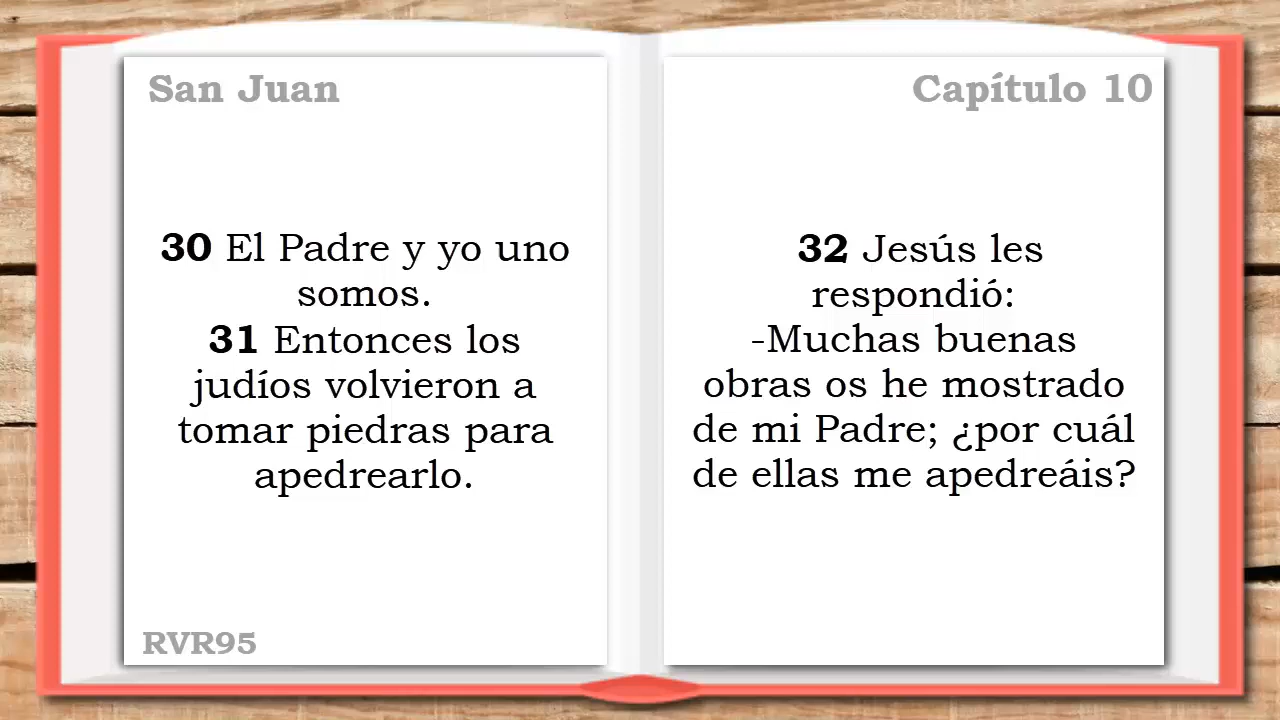 San Juan
30 El Padre y yo uno
somos.
31 Entonces los
judíos volvieron a
tomar piedras para
apedrearlo.
RVR95
Capítulo 10
32 Jesús les
respondió:
-Muchas buenas
obras os he mostrado
de mi Padre; ¿por cuál
de ellas me apedreáis?